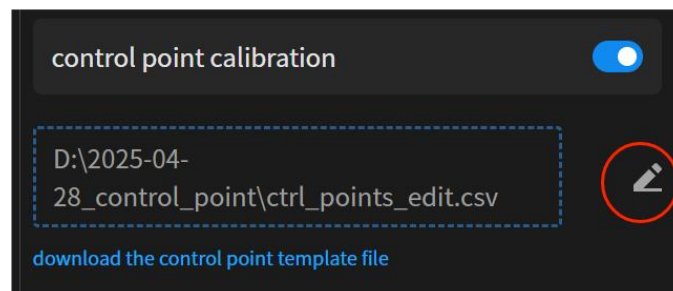 control point calibration
D:\2025-04-
28_control_point\ctrl_points_edit.csv
download the control point template file